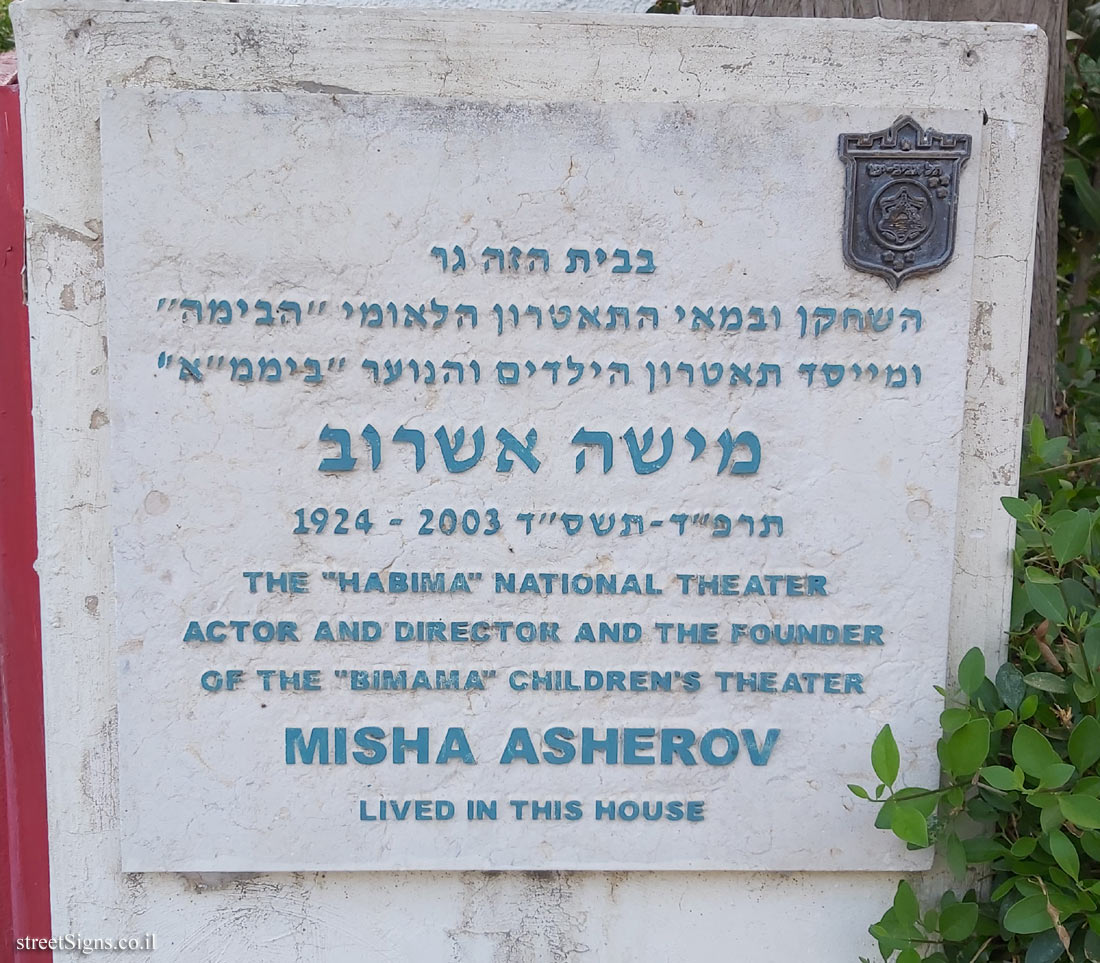 בבית הזה גר
השחקן ובמאי התאטרון הלאומי "הבימה"
ומייסד תאטרון הילדים והנוער "בימ​מ"א"
מישה אשרוב
תרפ"ד-תשס"ד 2003 - 1924
THE "HABIMA" NATIONAL THEATER
ACTOR AND DIRECTOR AND THE FOUNDER
OF THE "BIMAMA" CHILDREN'S THEATER
MISHA ASHEROV
LIVED IN THIS HOUSE
streetSigns.co.il